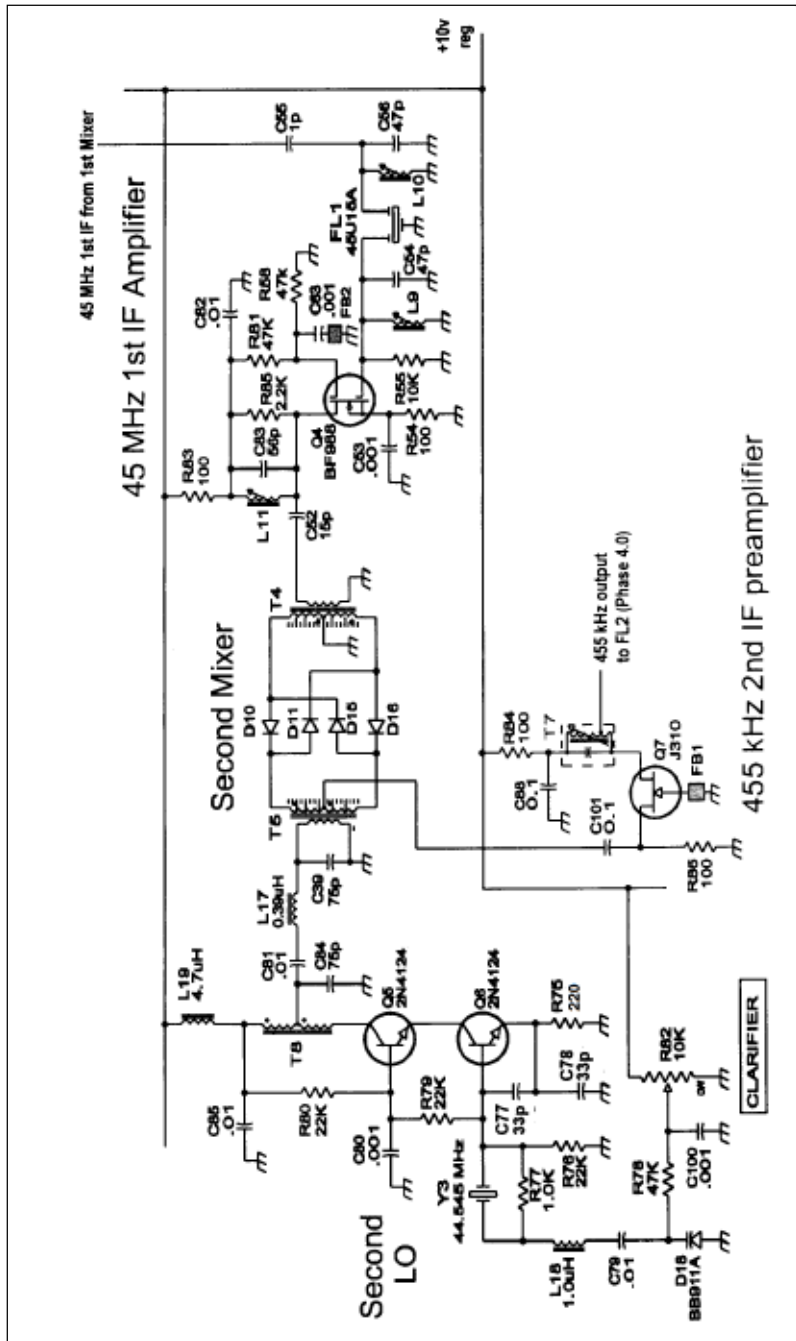 +10v
reg
45 MHz 1st IF from 1st Mixer
C55
1p
C56
47p
L10
FL1
45U15A
C54
47p
L9
45 MHz 1st IF Amplifier
C82
.O1
R58
47k
R81
47K
C63
.001
FB2
R85
2.2K
C83
56p
R83
100
L11
Q4
BF988
R55
10K
R54
100
C53
.001
C52
15p
Second Mixer
T4
D10
D11
D15
D16
T5
455 kHz output
to FL2 (Phase 4.0)
T7
R84
100
C88
0.1
C101
0.1
Q7
J310
FB1
R86
100
455 kHz 2nd IF preamplifier
C39
75p
L17
0.39uH
C81
.O1
C84
75p
L19
4.7uH
T8
Q5
2N4124
Q6
2N4124
R75
220
C85
.O1
R80
22K
R79
22K
C80
.001
C77
33p
C78
33p
R82
10K
CW
CLARIFIER
Second
LO
Y3
44.545 MHz
R77
1.0K
R76
22K
R78
47K
C100
.001
L18
1.0uH
C79
.O1
D18
BB911A